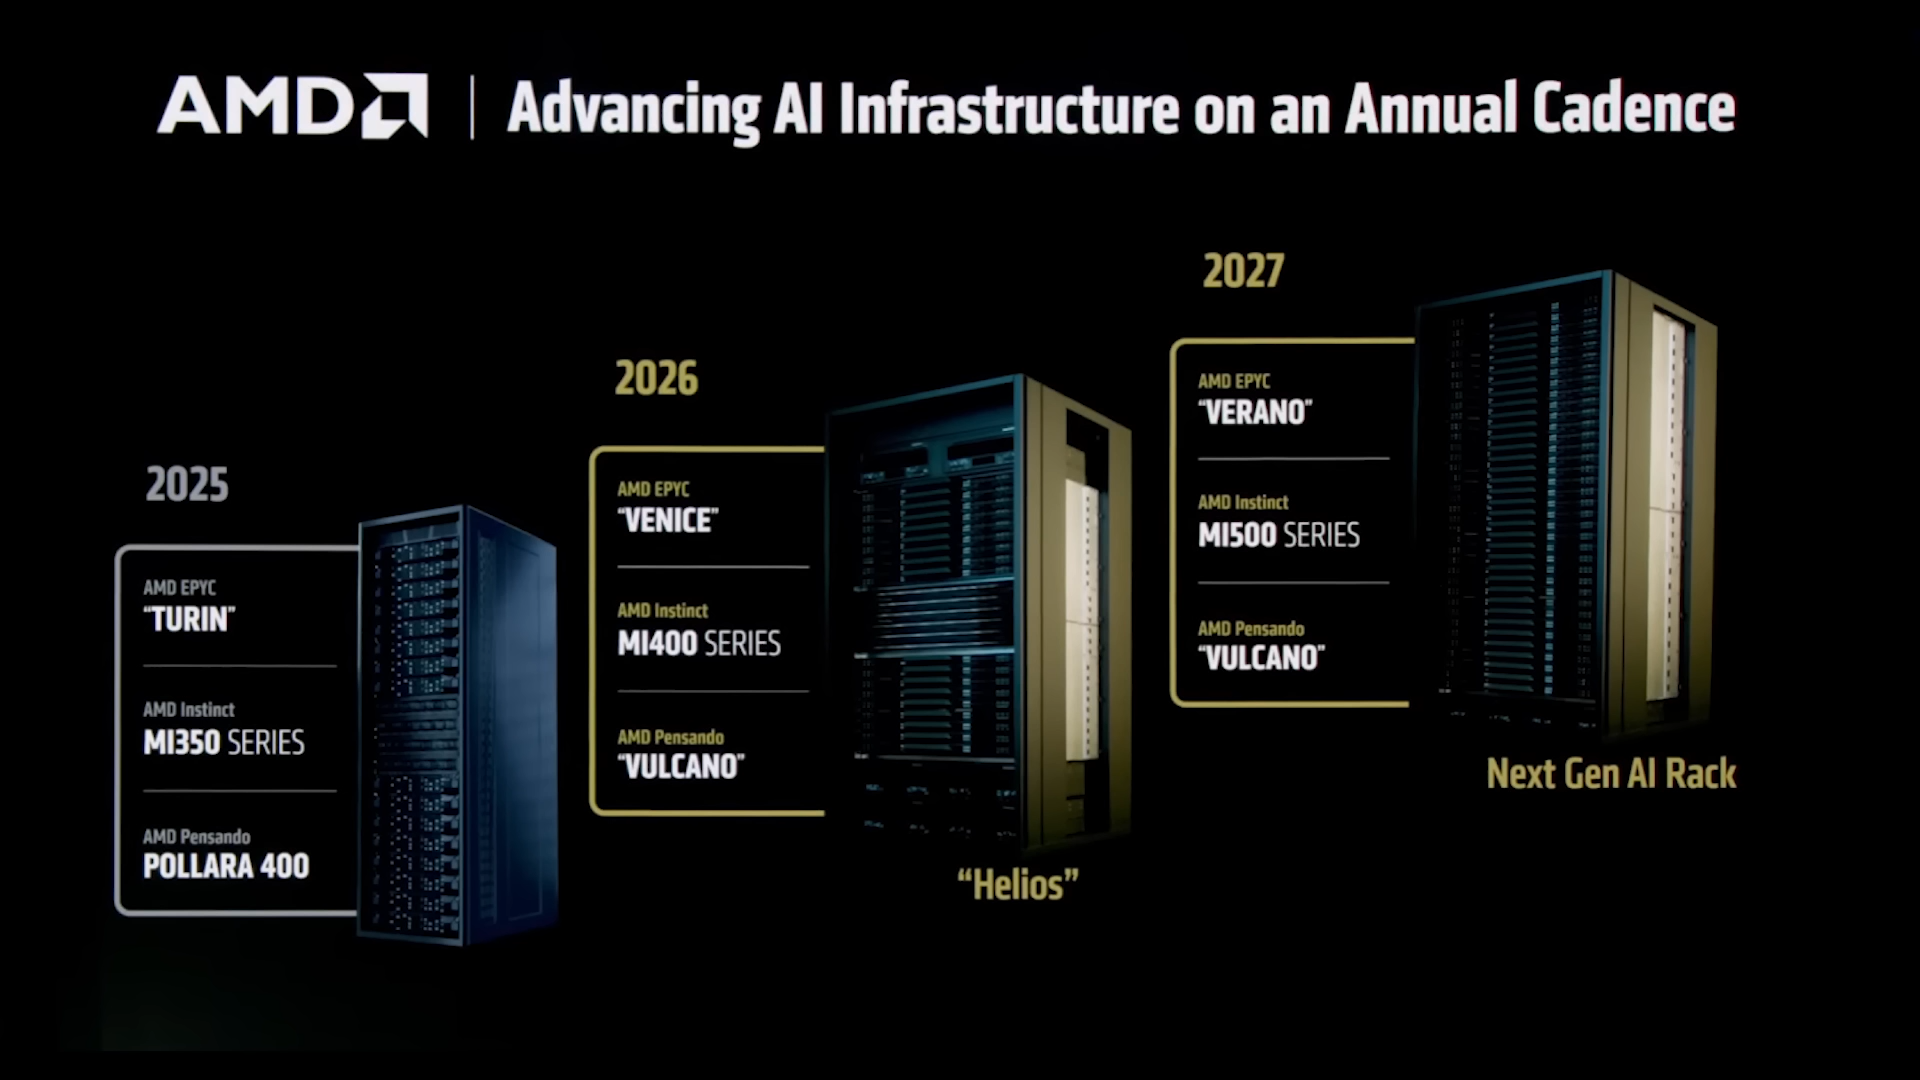 AMD | Advancing AI Infrastructure on an Annual Cadence
2025
AMD EPYC
“TURIN”
AMD Instinct
MI350 SERIES
AMD Pensando
POLLARA 400
2026
AMD EPYC
“VENICE”
AMD Instinct
MI400 SERIES
AMD Pensando
“VULCANO”
“Helios”
2027
AMD EPYC
“VERANO”
AMD Instinct
MI500 SERIES
AMD Pensando
“VULCANO”
Next Gen AI Rack